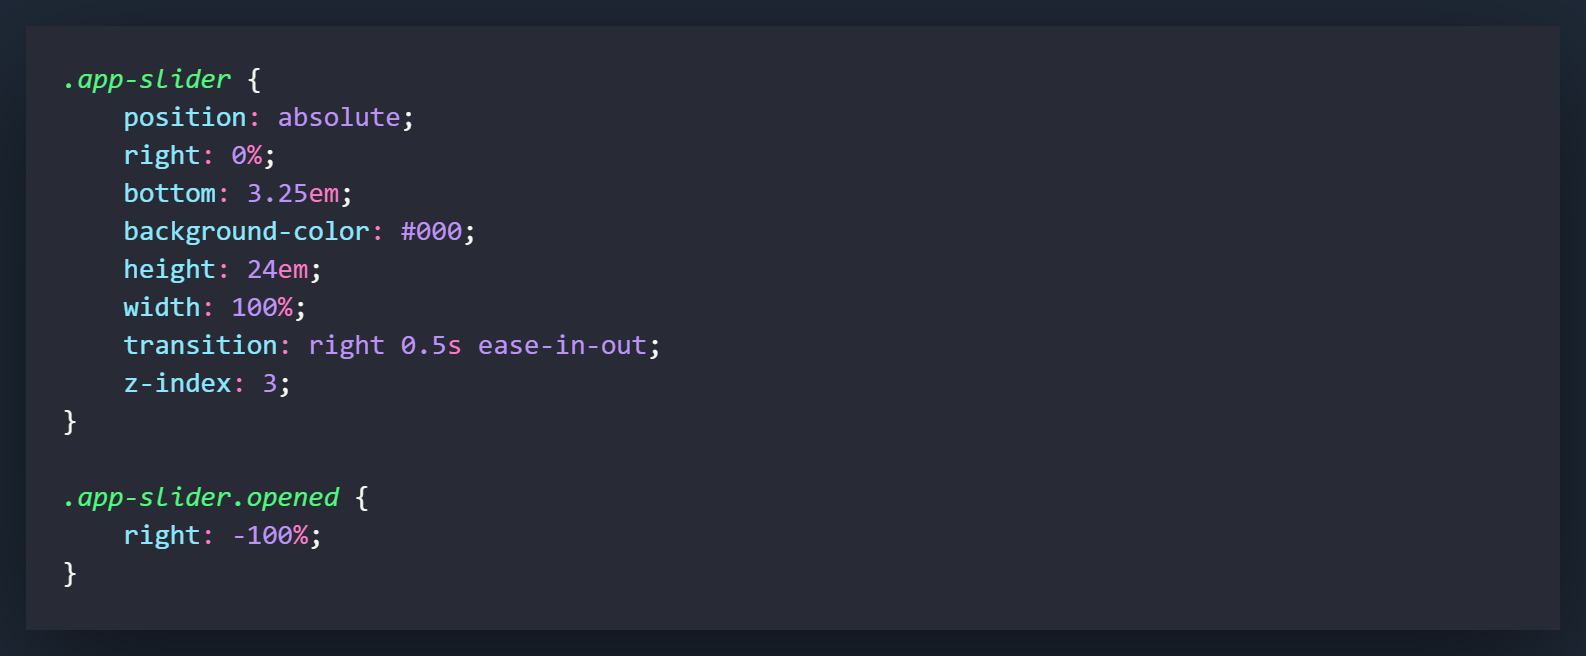 .app-slider {
    position: absolute;
    right: 0%;
    bottom: 3.25em;
    background-color: #000;
    height: 24em;
    width: 100%;
    transition: right 0.5s ease-in-out;
    z-index: 3;
}

.app-slider.opened {
    right: -100%;
}